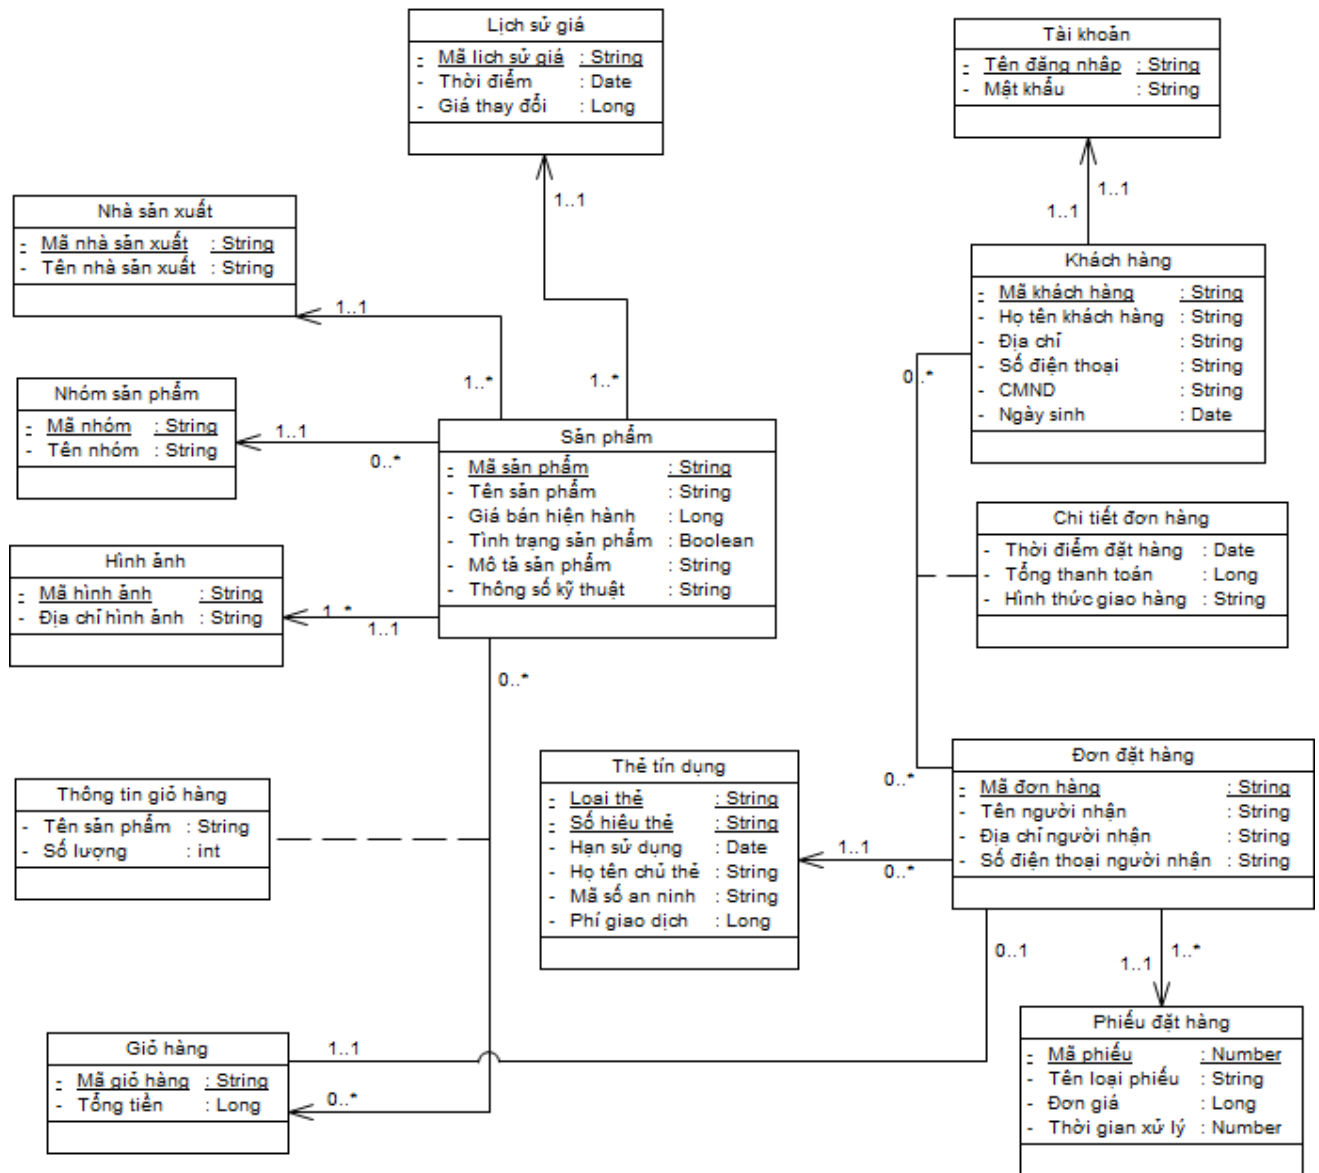 Lịch sử giá
- Mã lich sử giá : String
- Thời điểm : Date
- Giá thay đổi : Long
Tài khoản
- Tên đăng nhâp : String
- Mật khẩu : String
1..1
1..1
1..1
Nhà sản xuất
- Mã nhà sản xuất : String
- Tên nhà sản xuất : String
1..1
1..*
1..*
Khách hàng
- Mã khách hàng : String
- Họ tên khách hàng : String
- Địa chỉ : String
- Số điện thoại : String
- CMND : String
- Ngày sinh : Date
0..*
Nhóm sản phẩm
- Mã nhóm : String
- Tên nhóm : String
1..1
0..*
Sản phẩm
- Mã sản phẩm : String
- Tên sản phẩm : String
- Giá bán hiện hành : Long
- Tình trạng sản phẩm : Boolean
- Mô tả sản phẩm : String
- Thông số kỹ thuật : String
Chi tiết đơn hàng
- Thời điểm đặt hàng : Date
- Tổng thanh toán : Long
- Hình thức giao hàng : String
Hình ảnh
- Mã hình ảnh : String
- Địa chỉ hình ảnh : String
1..*
1..1
0..*
Thông tin giỏ hàng
- Tên sản phẩm : String
- Số lượng : int
Thẻ tín dụng
- Loai thẻ : String
- Số hiêu thẻ : String
- Hạn sử dụng : Date
- Họ tên chủ thẻ : String
- Mã số an ninh : String
- Phí giao dịch : Long
0..*
Đơn đặt hàng
- Mã đơn hàng : String
- Tên người nhận : String
- Địa chỉ người nhận : String
- Số điện thoại người nhận : String
1..1
0..*
0..1
1..*
1..1
Giỏ hàng
- Mã giỏ hàng : String
- Tổng tiền : Long
1..1
0..*
Phiếu đặt hàng
- Mã phiếu : Number
- Tên loại phiếu : String
- Đơn giá : Long
- Thời gian xử lý : Number